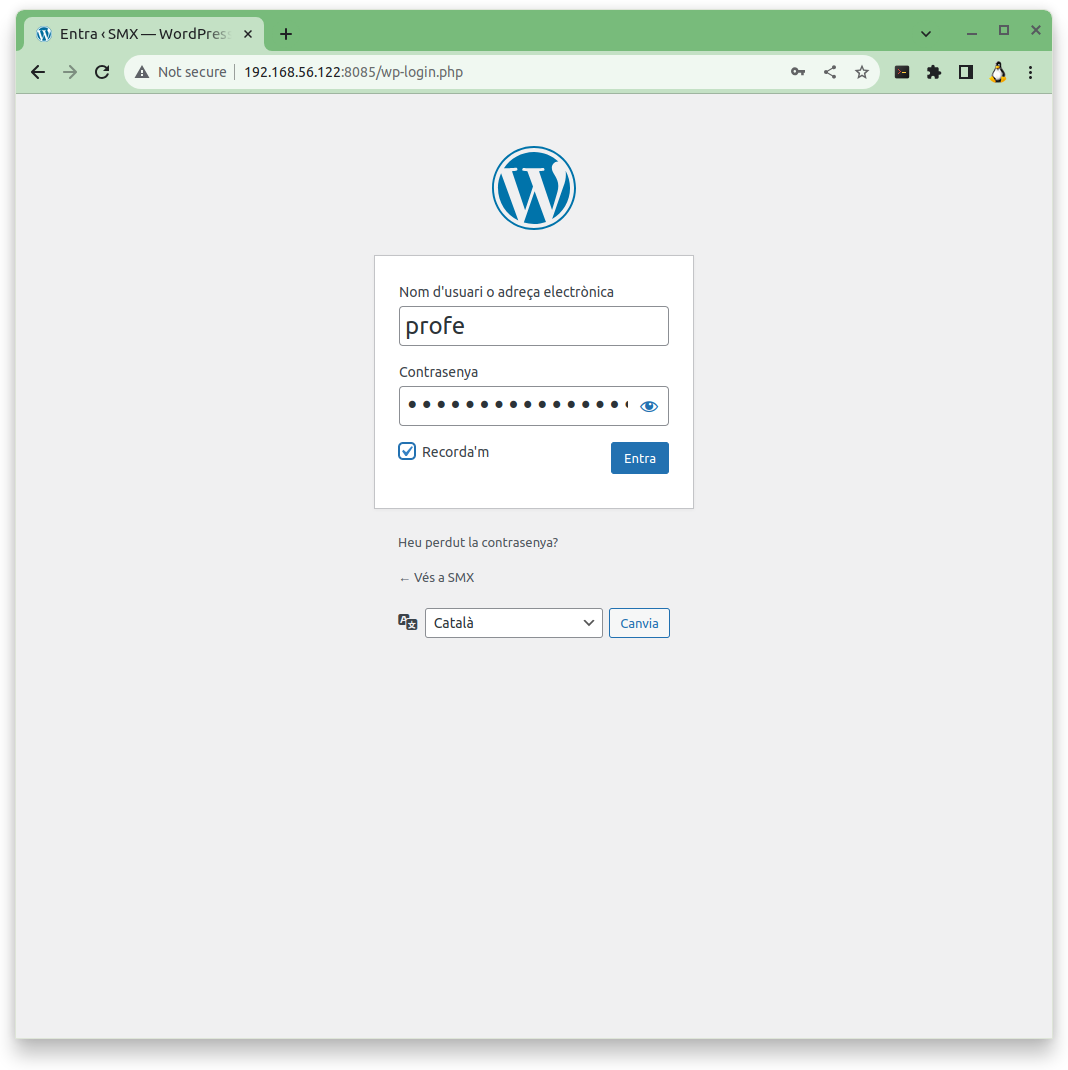 Entra ‹ SMX — WordPress
Not secure
192.168.56.122:8085/wp-login.php
Nom d'usuari o adreça electrònica
profe
Contrasenya
Recorda'm
Entra
Heu perdut la contrasenya?
← Vés a SMX
Català
Canvia